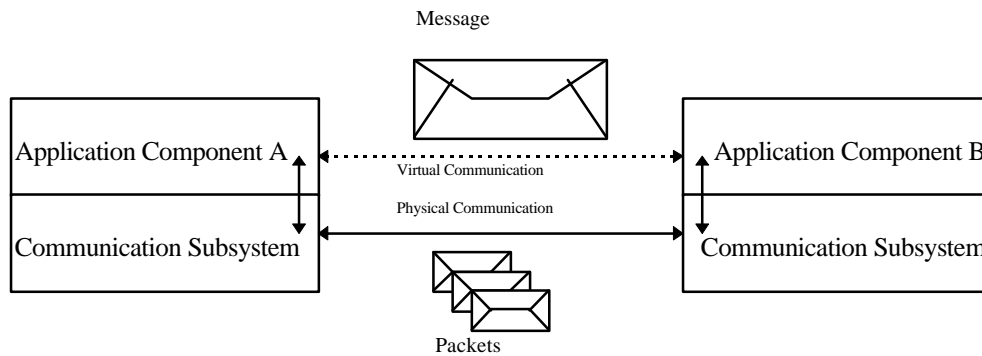 Message
Application Component A
Application Component B
Virtual Communication
Physical Communication
Communication Subsystem
Communication Subsystem
Packets